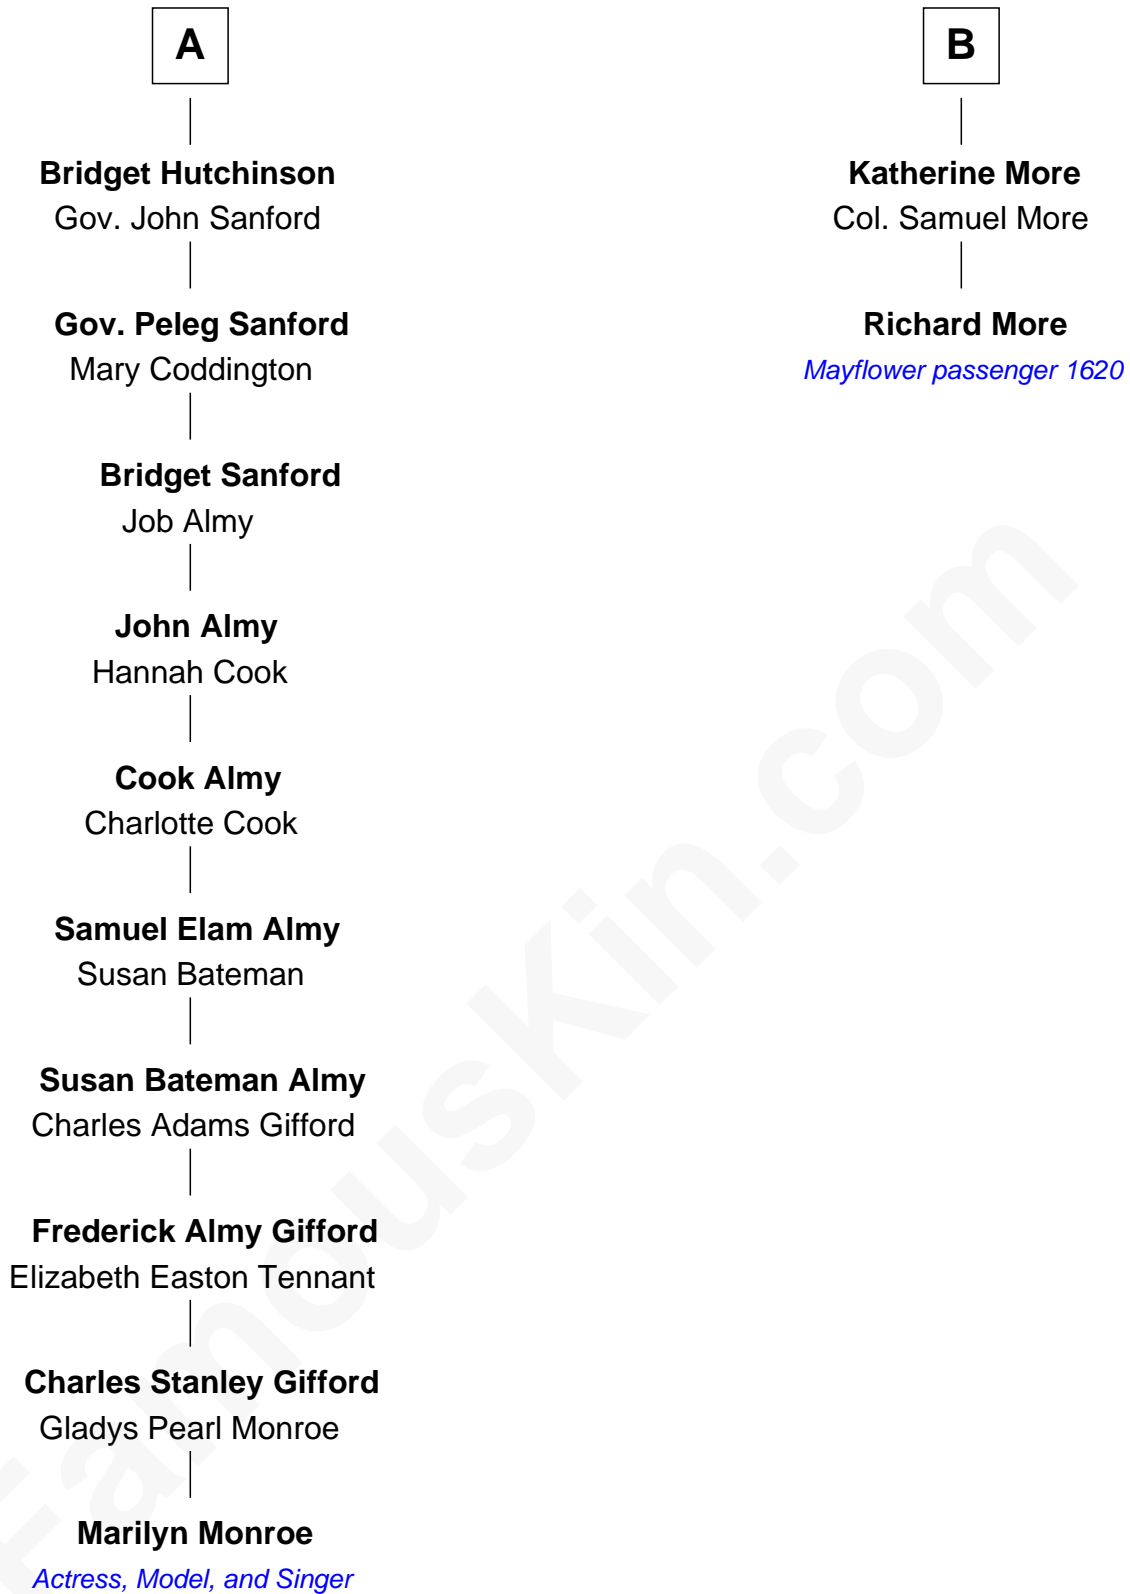 A
Bridget Hutchinson
Gov. John Sanford
Gov. Peleg Sanford
Mary Coddington
Bridget Sanford
Job Almy
John Almy
Hannah Cook
Cook Almy
Charlotte Cook
Samuel Elam Almy
Susan Bateman
Susan Bateman Almy
Charles Adams Gifford
Frederick Almy Gifford
Elizabeth Easton Tennant
Charles Stanley Gifford
Gladys Pearl Monroe
Marilyn Monroe
Actress, Model, and Singer
B
Katherine More
Col. Samuel More
Richard More
Mayflower passenger 1620
FamousKin.com